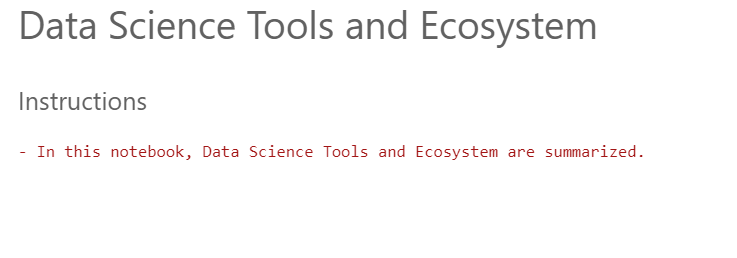 Data Science Tools and Ecosystem
Instructions
- In this notebook, Data Science Tools and Ecosystem are summarized.